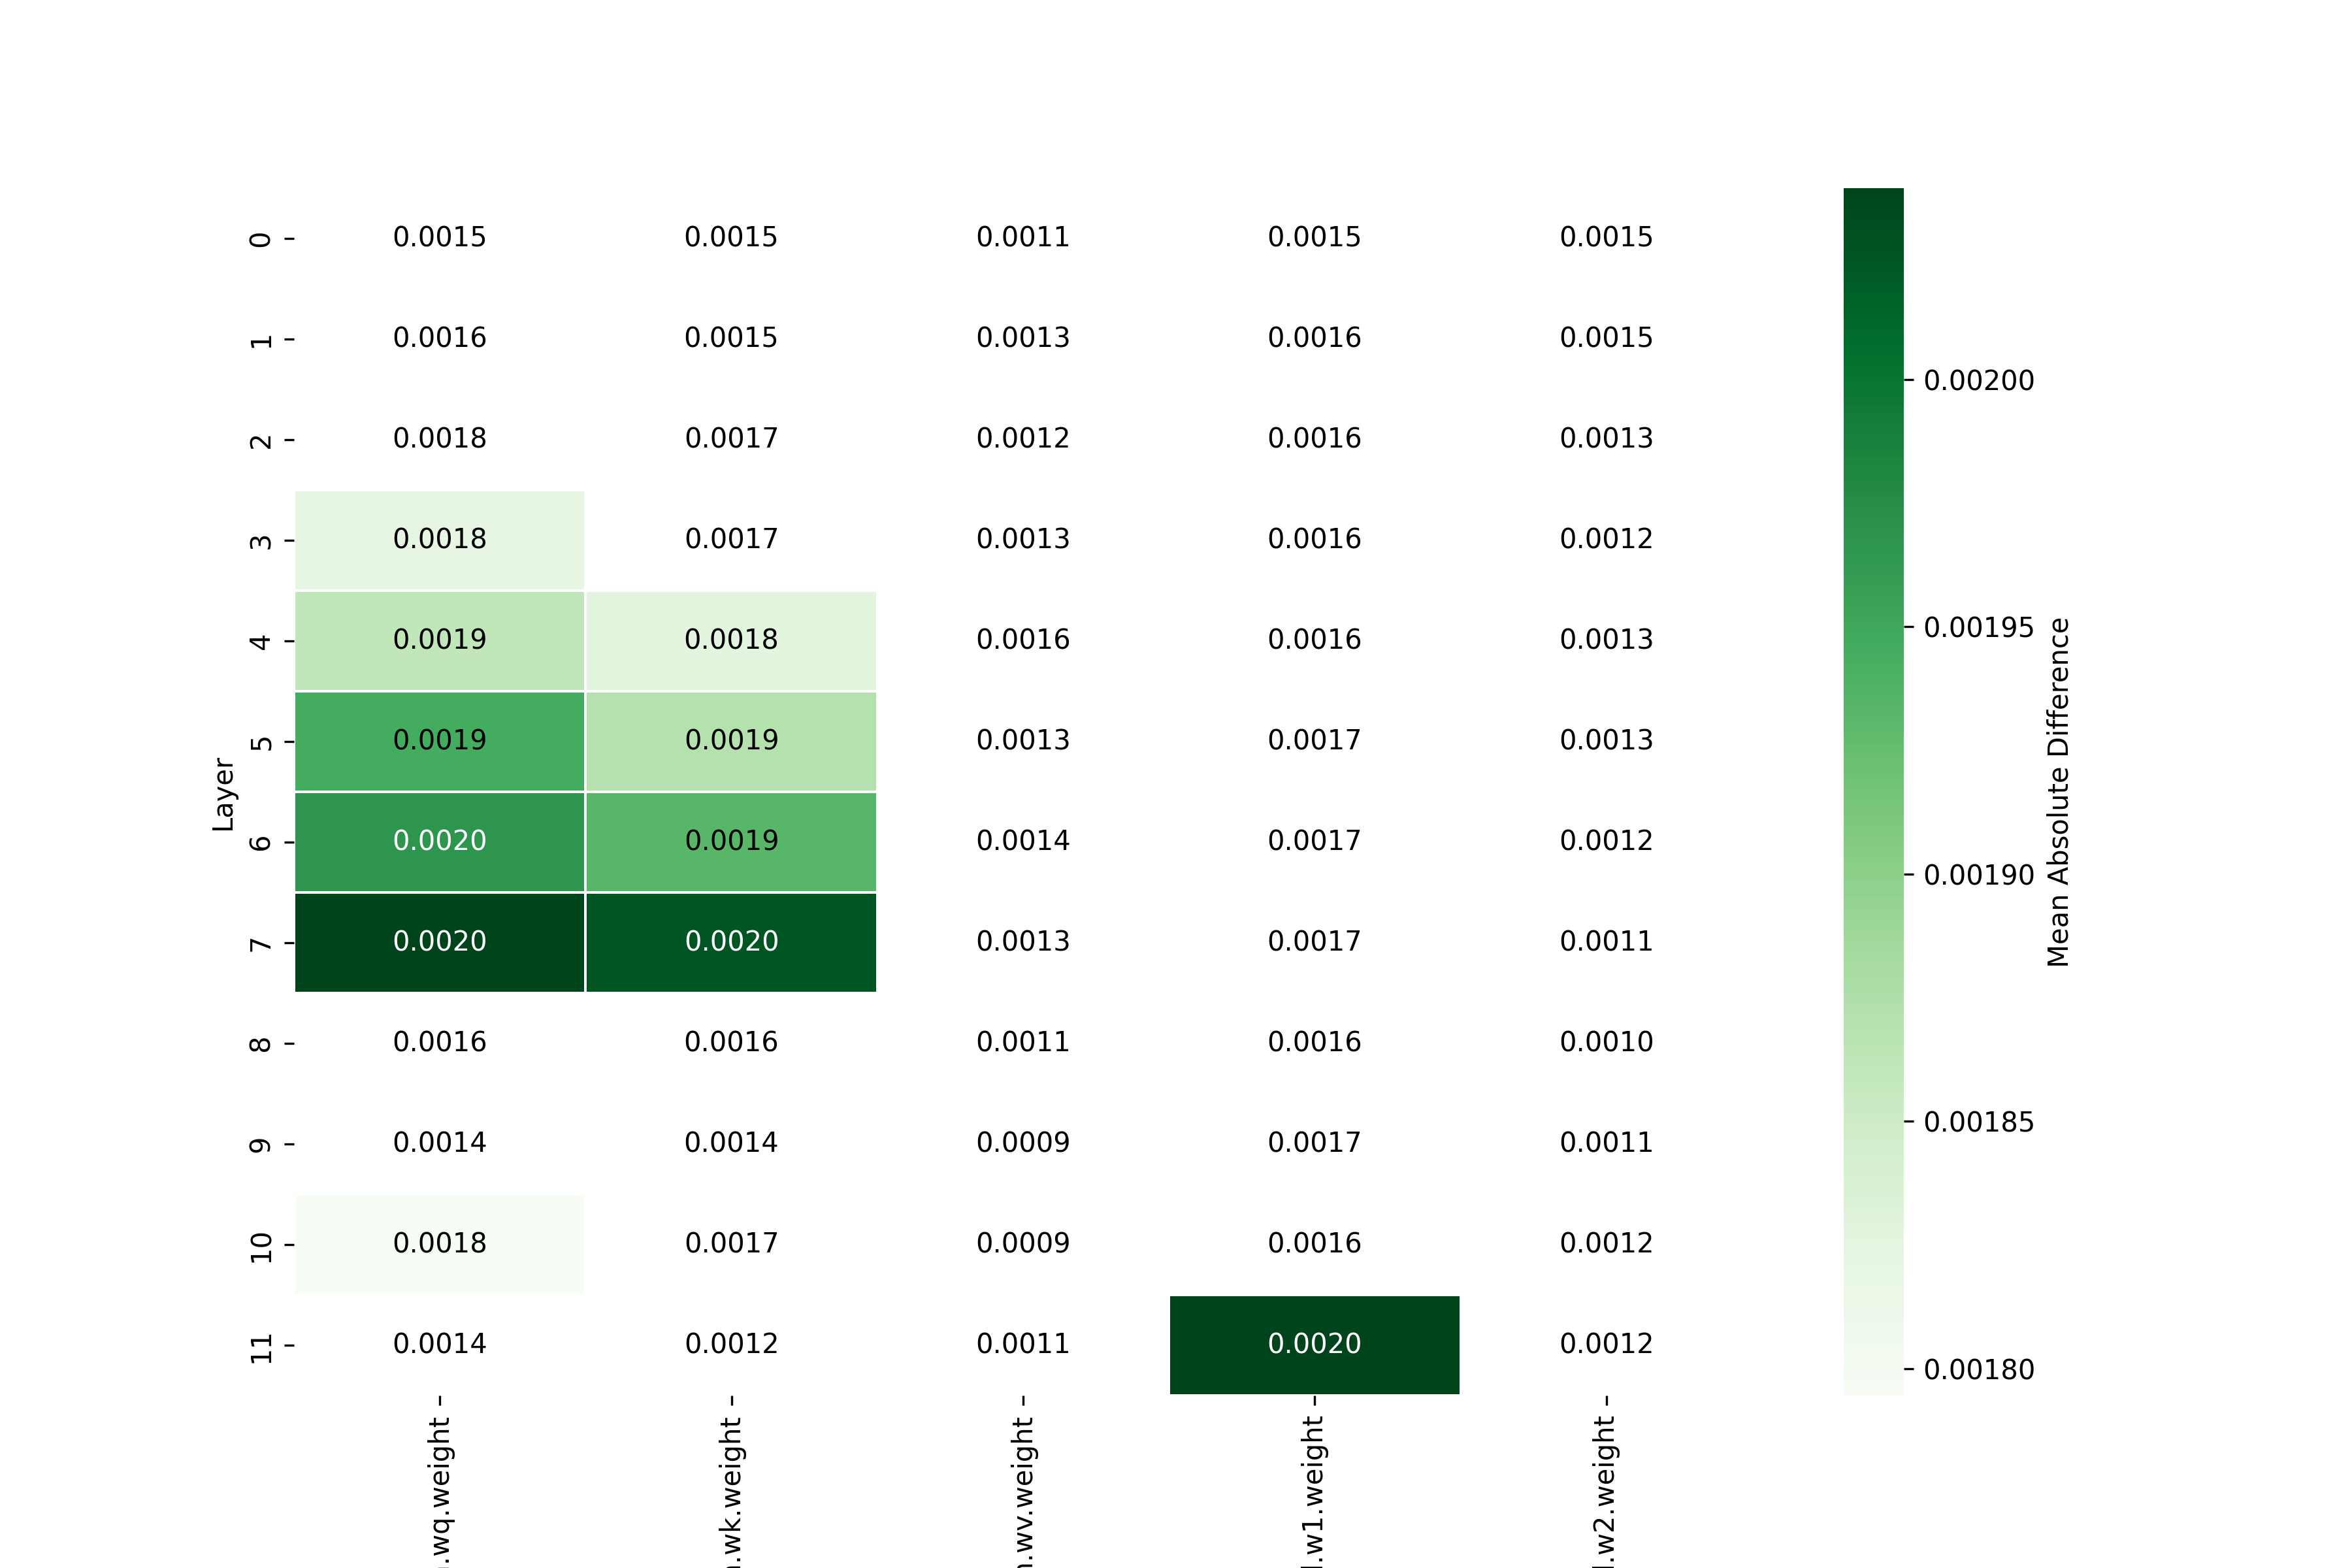 0 0.0015 0.0015 0.0011 0.0015 0.0015
1 0.0016 0.0015 0.0013 0.0016 0.0015
0.00200
2 0.0018 0.0017 0.0012 0.0016 0.0013
3 0.0018 0.0017 0.0013 0.0016 0.0012
4 0.0019 0.0018 0.0016 0.0016 0.0013
0.00195
5 0.0019 0.0019 0.0013 0.0017 0.0013
Layer
Mean Absolute Difference
6 0.0020 0.0019 0.0014 0.0017 0.0012
0.00190
7 0.0020 0.0020 0.0013 0.0017 0.0011
8 0.0016 0.0016 0.0011 0.0016 0.0010
0.00185
9 0.0014 0.0014 0.0009 0.0017 0.0011
10 0.0018 0.0017 0.0009 0.0016 0.0012
11 0.0014 0.0012 0.0011 0.0020 0.0012
0.00180
.wq.weight
.wk.weight
.wv.weight
.w1.weight
.w2.weight